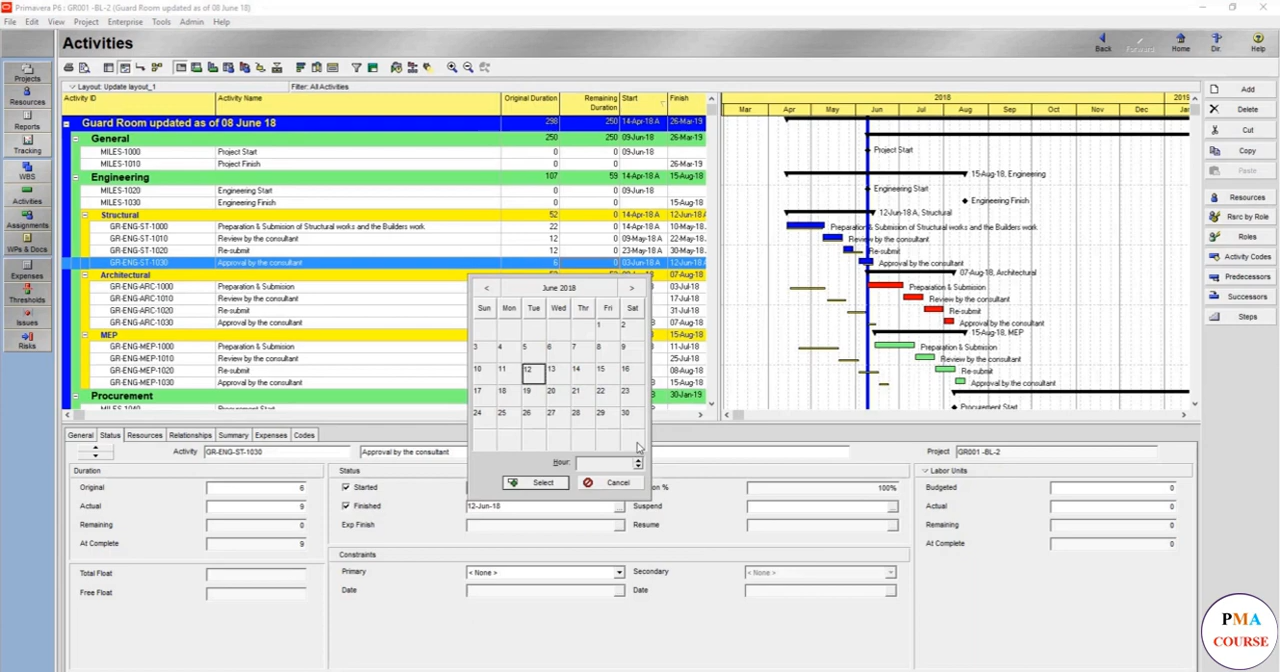 Primavera P6 : GR001 -BL-2 (Guard Room updated as of 08 June 18)
File Edit View Project Enterprise Tools Admin Help
Activities
Back Forward Home Dir. Help
Projects
Resources
Reports
Tracking
WBS
Activities
Assignments
WPs & Docs
Expenses
Thresholds
Issues
Risks
Layout: Update layout_1 Filter: All Activities
Activity ID Activity Name Original Duration Remaining Duration Start Finish
2018 2019
Mar Apr May Jun Jul Aug Sep Oct Nov Dec Jan
Guard Room updated as of 08 June 18 298 250 14-Apr-18 A 26-Mar-19
General 250 250 09-Jun-18 26-Mar-19
MILES-1000 Project Start 0 0 09-Jun-18
MILES-1010 Project Finish 0 0 26-Mar-19
Engineering 107 59 14-Apr-18 A 15-Aug-18
MILES-1020 Engineering Start 0 0 09-Jun-18
MILES-1030 Engineering Finish 0 0 15-Aug-18
Structural 52 0 14-Apr-18 A 12-Jun-18 A
GR-ENG-ST-1000 Preparation & Submision of Structural works and the Builders work 22 0 14-Apr-18 A 10-May-18
GR-ENG-ST-1010 Review by the consultant 12 0 09-May-18 A 22-May-18
GR-ENG-ST-1020 Re-submit 12 0 23-May-18 A 30-May-18
GR-ENG-ST-1030 Approval by the consultant 6 0 03-Jun-18 A 12-Jun-18
Architectural 07-Aug-18
GR-ENG-ARC-1000 Preparation & Submision 03-Jul-18
GR-ENG-ARC-1010 Review by the consultant 17-Jul-18
GR-ENG-ARC-1020 Re-submit 31-Jul-18
GR-ENG-ARC-1030 Approval by the consultant 07-Aug-18
MEP 15-Aug-18
GR-ENG-MEP-1000 Preparation & Submision 11-Jul-18
GR-ENG-MEP-1010 Review by the consultant 25-Jul-18
GR-ENG-MEP-1020 Re-submit 08-Aug-18
GR-ENG-MEP-1030 Approval by the consultant 15-Aug-18
Procurement 30-Jan-19
Project Start
15-Aug-18, Engineering
Engineering Start
Engineering Finish
12-Jun-18 A, Structural
Preparation & Submision of Structural works and the Builders work
Review by the consultant
Re-submit
Approval by the consultant
07-Aug-18, Architectural
Preparation & Submision
Review by the consultant
Re-submit
Approval by the consultant
15-Aug-18, MEP
Preparation & Submision
Review by the consultant
Re-submit
Approval by the consultant
Procurement Start
June 2018
Sun Mon Tue Wed Thr Fri Sat
1 2
3 4 5 6 7 8 9
10 11 12 13 14 15 16
17 18 19 20 21 22 23
24 25 26 27 28 29 30
Hour:
Select Cancel
Add
Delete
Cut
Copy
Paste
Resources
Rsrc by Role
Roles
Activity Codes
Predecessors
Successors
Steps
General Status Resources Relationships Summary Expenses Codes
Activity GR-ENG-ST-1030 Approval by the consultant Project GR001 -BL-2
Duration
Original 6
Actual 9
Remaining 0
At Complete 9
Total Float
Free Float
Status
Started 100%
Finished 12-Jun-18 Suspend
Exp Finish Resume
Constraints
Primary < None > Secondary < None >
Date Date
Labor Units
Budgeted 0
Actual 0
Remaining 0
At Complete 0
PMA
COURSE